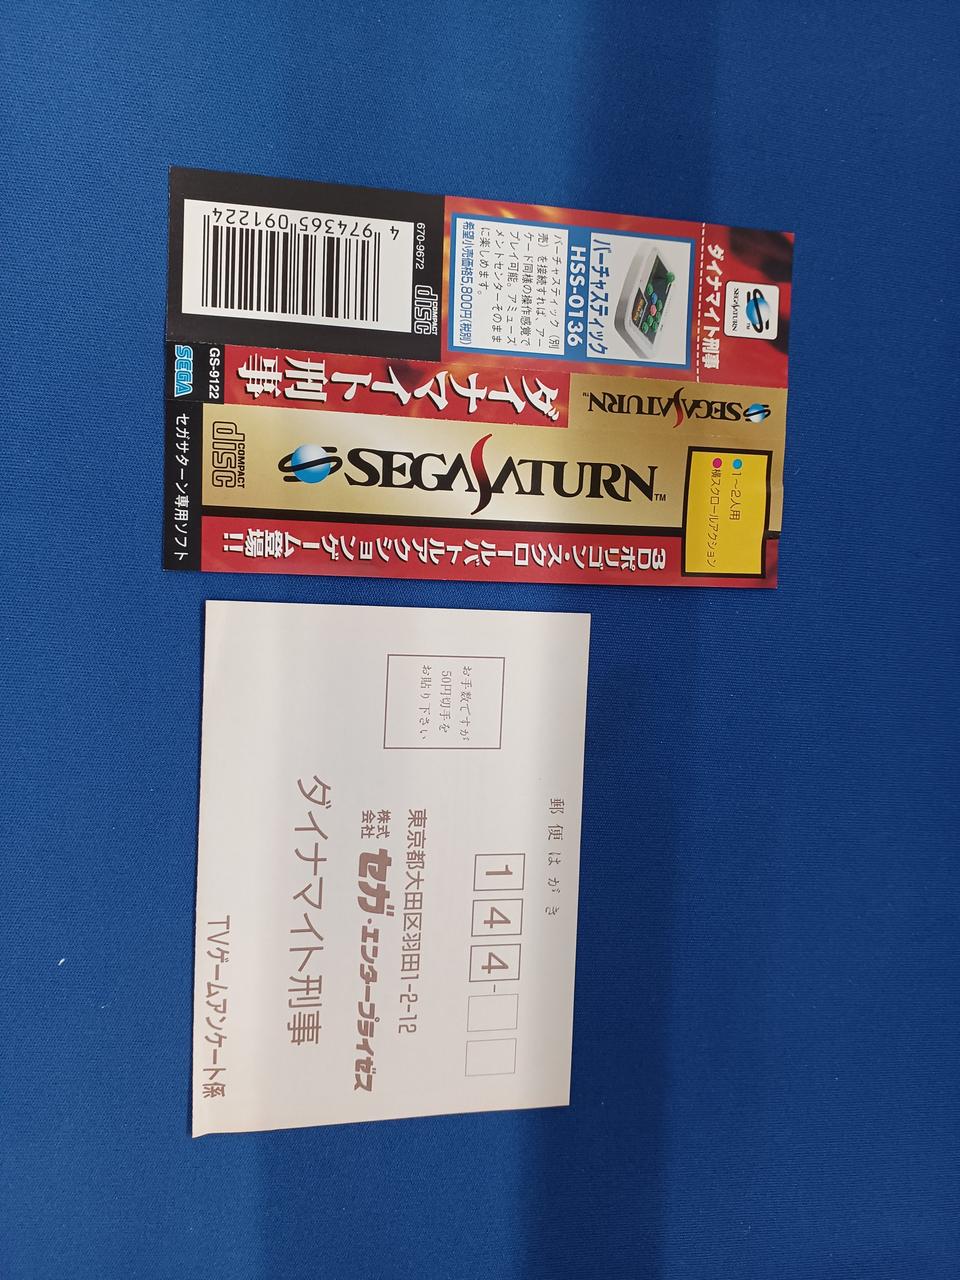 ダイナマイト刑事
SEGA SATURN™
バーチャスティック
HSS-0136
バーチャスティック（別
売）を接続すれば、アー
ケード同様の操作感覚で
プレイ可能。アミューズ
メントセンターそのまま
に楽しめます。
希望小売価格5,800円(税別)
670-9672
COMPACT
disc
4 974365 091224
SEGA SATURN™
ダイナマイト刑事
GS-9122
SEGA
●1〜2人用
●横スクロールアクション
SEGA SATURN™
COMPACT
disc
3Dポリゴン・スクロールバトルアクションゲーム登場!!
セガサターン専用ソフト
郵便はがき
144-
お手数ですが
50円切手を
お貼り下さい
東京都大田区羽田1-2-12
株式会社 セガ・エンタープライゼス
ダイナマイト刑事
TVゲームアンケート係